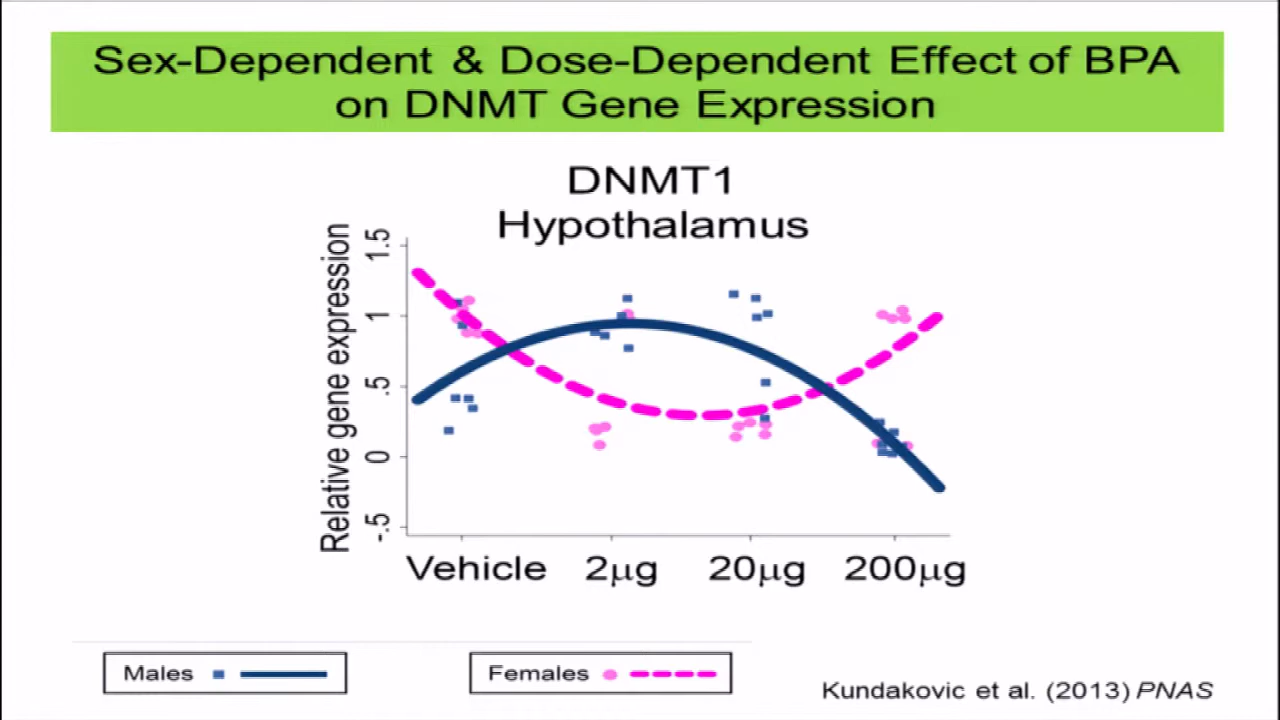 Sex-Dependent & Dose-Dependent Effect of BPA
on DNMT Gene Expression
DNMT1
Hypothalamus
Relative gene expression
1.5
1
.5
0
-.5
Vehicle 2µg 20µg 200µg
Males
Females
Kundakovic et al. (2013) PNAS